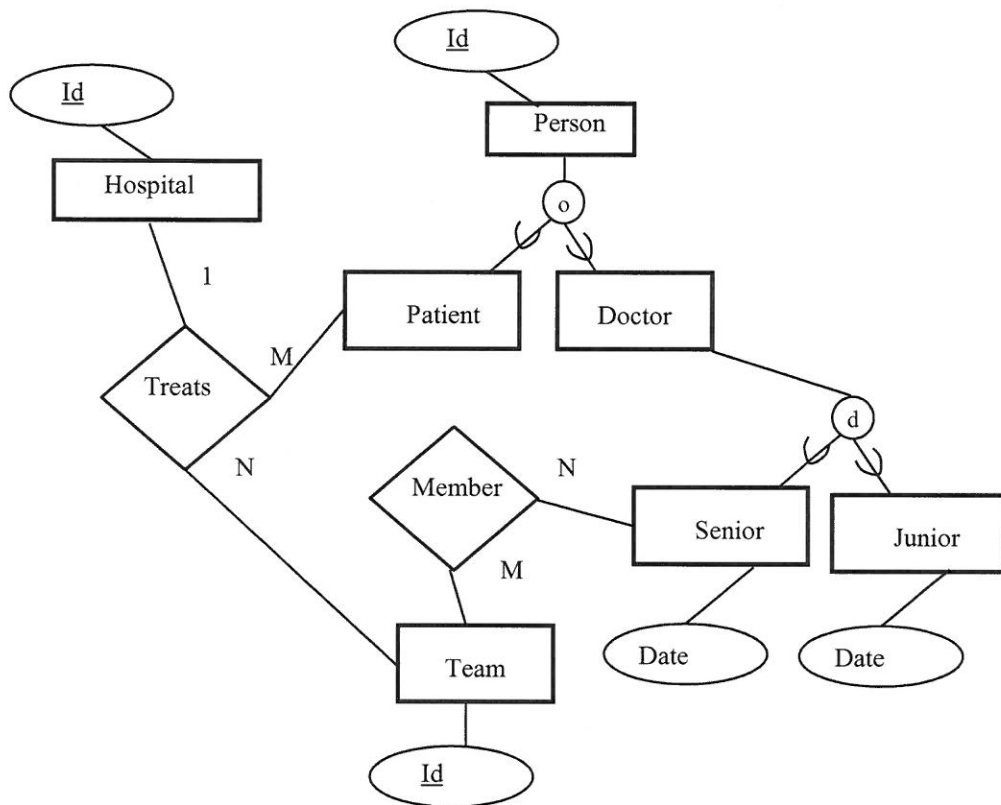 Id
Id
Person
Hospital
o
1
Patient
Doctor
M
Treats
d
N
N
Member
Senior
Junior
M
Team
Date
Date
Id